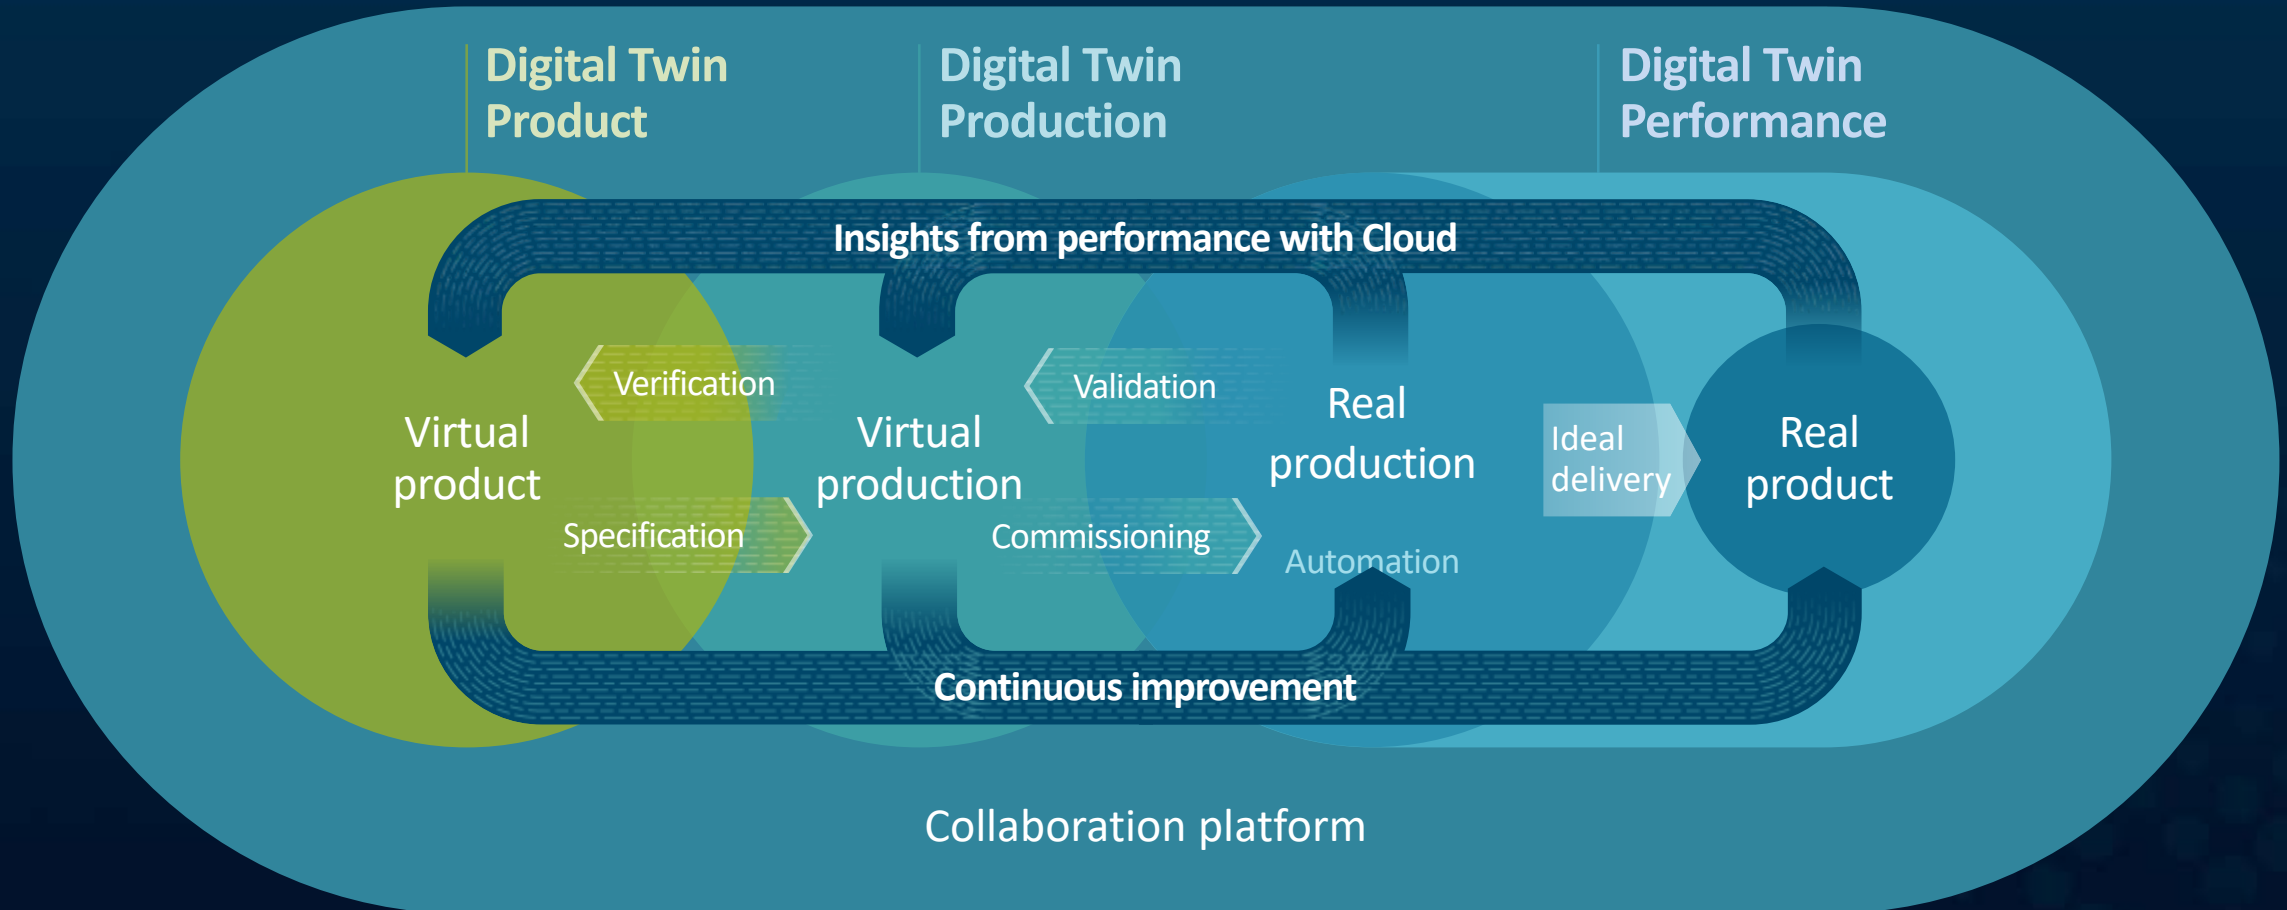 Digital Twin
Product
Digital Twin
Production
Digital Twin
Performance
Insights from performance with Cloud
Verification
Validation
Virtual
product
Virtual
production
Real
production
Ideal
delivery
Real
product
Specification
Commissioning
Automation
Continuous improvement
Collaboration platform